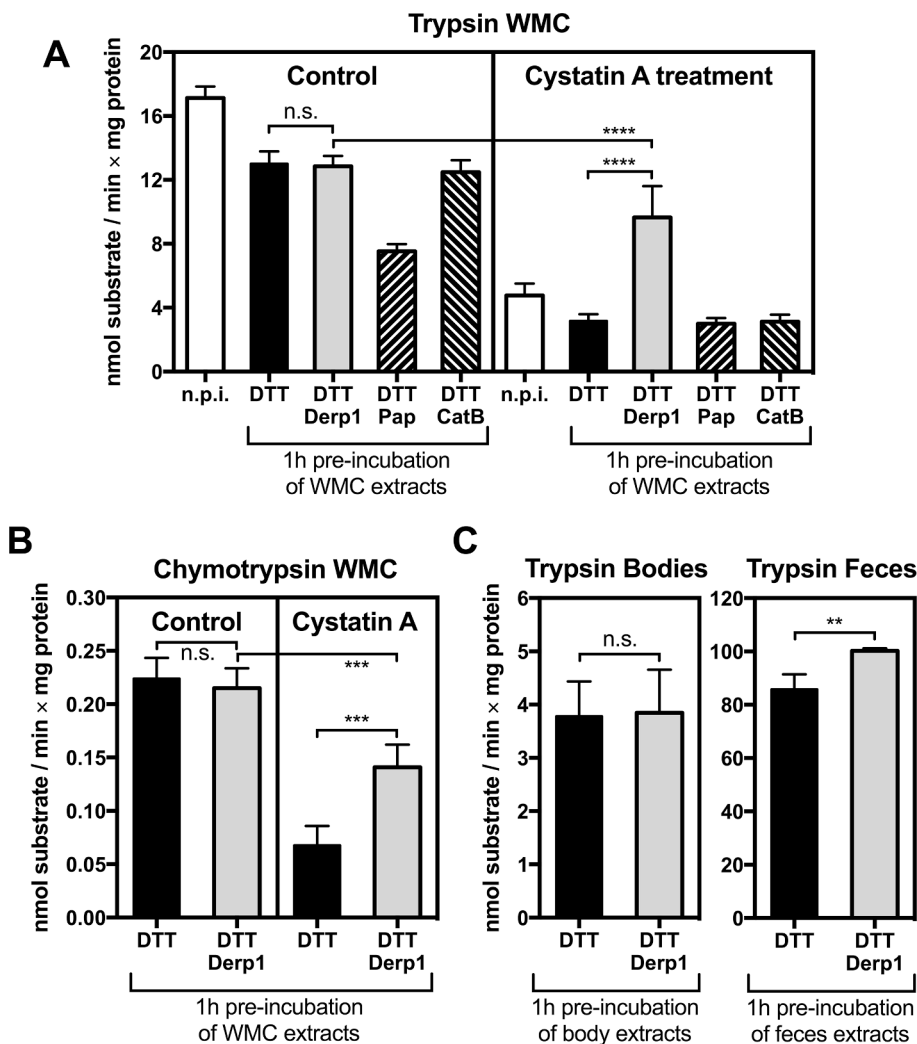 A
Trypsin WMC
nmol substrate / min × mg protein
20
16
12
8
4
0
Control
Cystatin A treatment
n.s.
****
****
n.p.i.
DTT
DTT
Derp1
DTT
Pap
DTT
CatB
n.p.i.
DTT
DTT
Derp1
DTT
Pap
DTT
CatB
1h pre-incubation
of WMC extracts
1h pre-incubation
of WMC extracts
B
Chymotrypsin WMC
nmol substrate / min × mg protein
0.30
0.25
0.20
0.15
0.10
0.05
0.00
Control
Cystatin A
n.s.
***
***
DTT
DTT
Derp1
DTT
DTT
Derp1
1h pre-incubation
of WMC extracts
C
Trypsin Bodies
nmol substrate / min × mg protein
6
5
4
3
2
1
0
n.s.
DTT
DTT
Derp1
1h pre-incubation
of body extracts
Trypsin Feces
120
100
80
60
40
20
0
**
DTT
DTT
Derp1
1h pre-incubation
of feces extracts